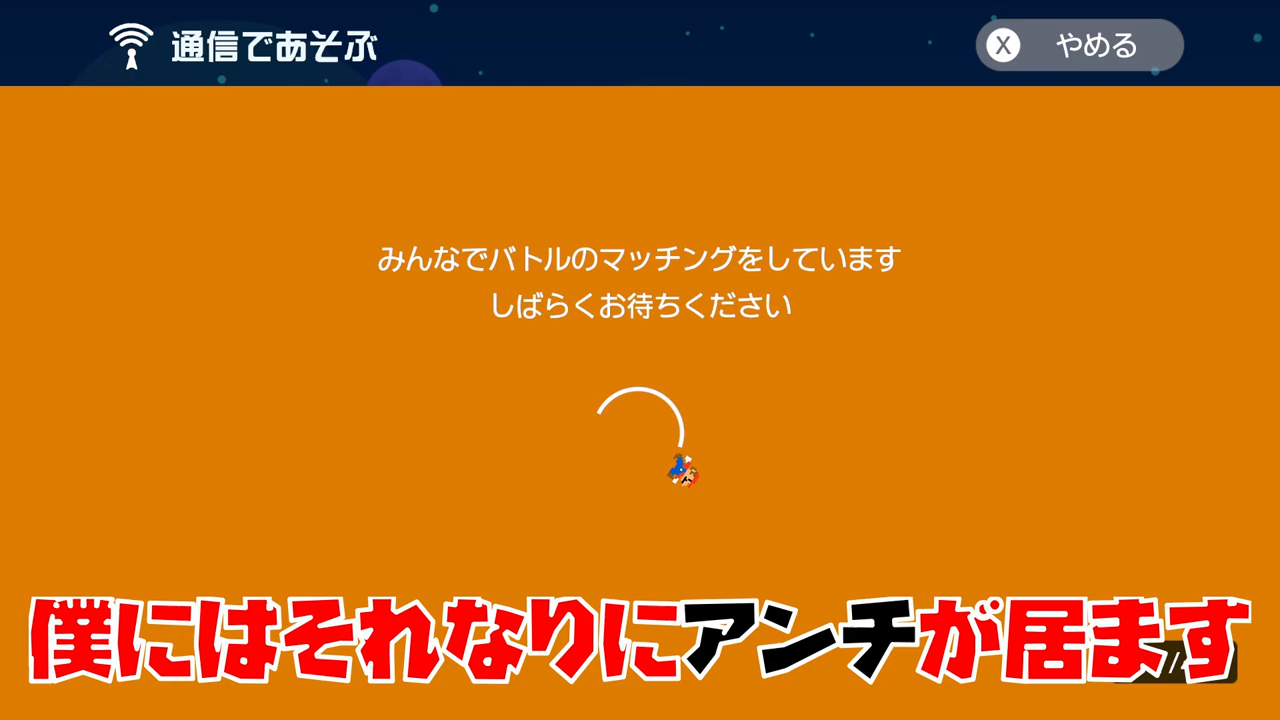 通信であそぶ
X やめる
みんなでバトルのマッチングをしています
しばらくお待ちください
僕にはそれなりにアンチが居ます